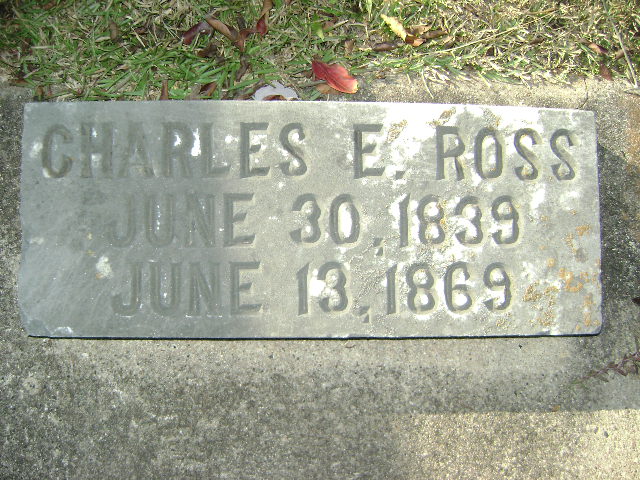 CHARLES E. ROSS
JUNE 30, 1839
JUNE 13, 1869